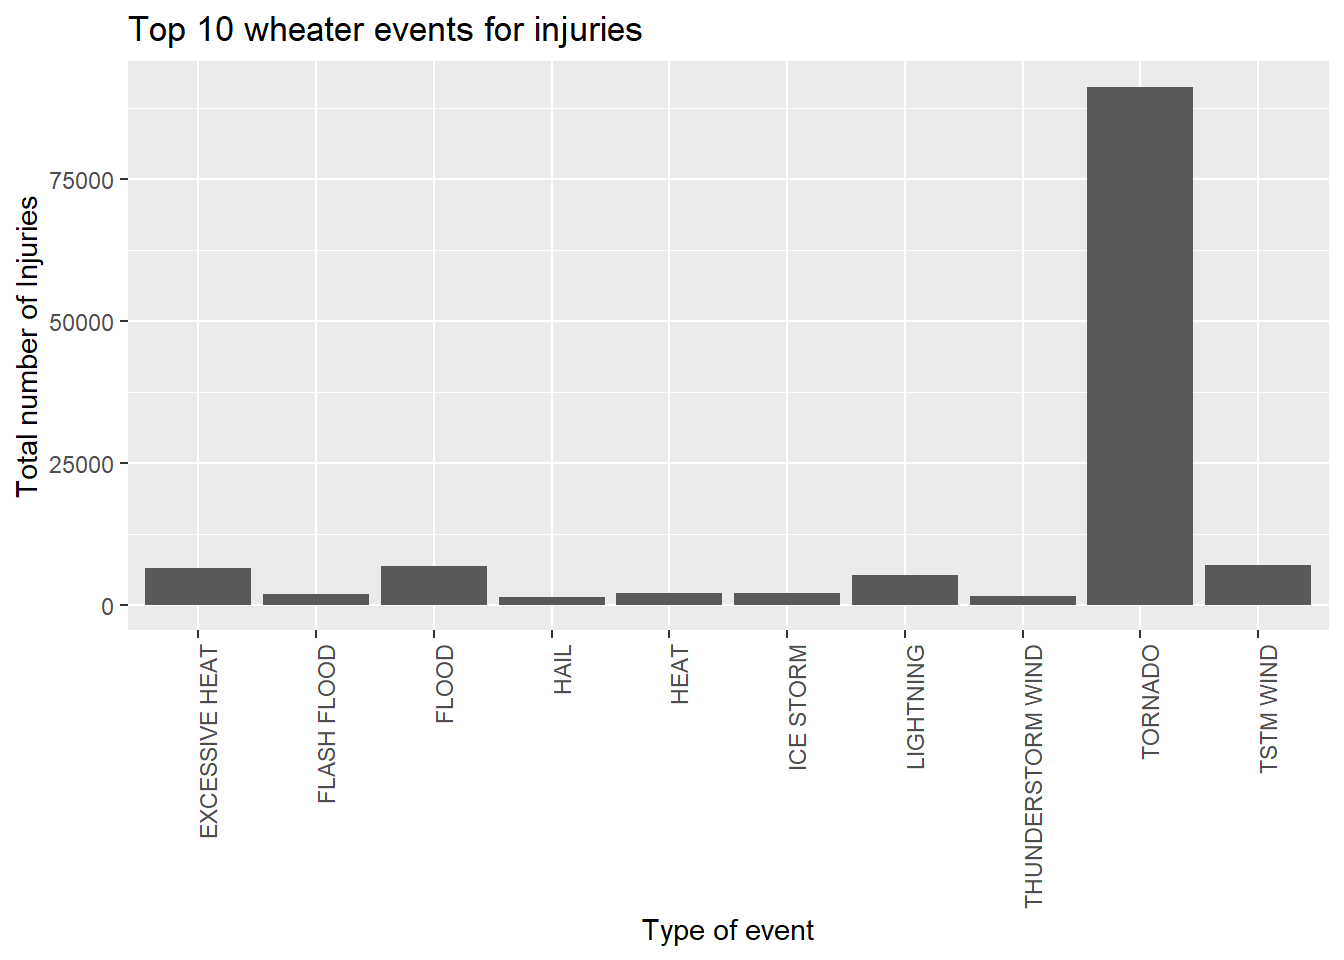 Top 10 wheater events for injuries
Total number of Injuries
75000
50000
25000
0
EXCESSIVE HEAT
FLASH FLOOD
FLOOD
HAIL
HEAT
ICE STORM
LIGHTNING
THUNDERSTORM WIND
TORNADO
TSTM WIND
Type of event